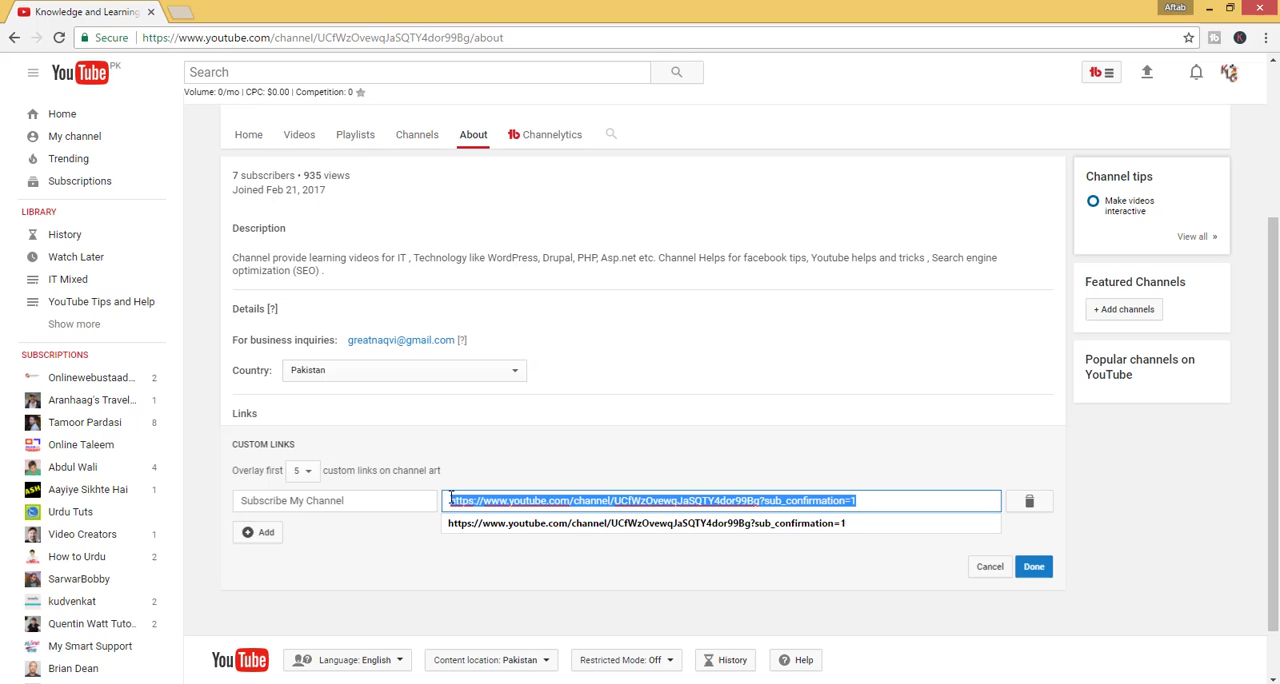 Knowledge and Learning
Aftab
Secure
https://www.youtube.com/channel/UCfWzOvewqJaSQTY4dor99Bg/about
YouTube PK
Search
Volume: 0/mo | CPC: $0.00 | Competition: 0
Home
My channel
Trending
Subscriptions
LIBRARY
History
Watch Later
IT Mixed
YouTube Tips and Help
Show more
SUBSCRIPTIONS
Onlinewebustaad... 2
Aranhaag's Travel... 1
Tamoor Pardasi 8
Online Taleem
Abdul Wali 4
Aayiye Sikhte Hai 1
Urdu Tuts
Video Creators 1
How to Urdu 2
SarwarBobby
kudvenkat 2
Quentin Watt Tuto.. 2
My Smart Support
Brian Dean
Home Videos Playlists Channels About Channelytics
7 subscribers • 935 views
Joined Feb 21, 2017
Description
Channel provide learning videos for IT , Technology like WordPress, Drupal, PHP, Asp.net etc. Channel Helps for facebook tips, Youtube helps and tricks , Search engine
optimization (SEO) .
Details [?]
For business inquiries: greatnaqvi@gmail.com [?]
Country: Pakistan
Links
CUSTOM LINKS
Overlay first 5 custom links on channel art
Subscribe My Channel
https://www.youtube.com/channel/UCfWzOvewqJaSQTY4dor99Bg?sub_confirmation=1
https://www.youtube.com/channel/UCfWzOvewqJaSQTY4dor99Bg?sub_confirmation=1
Add
Cancel Done
Channel tips
Make videos
interactive
View all »
Featured Channels
+ Add channels
Popular channels on
YouTube
YouTube
Language: English
Content location: Pakistan
Restricted Mode: Off
History
Help